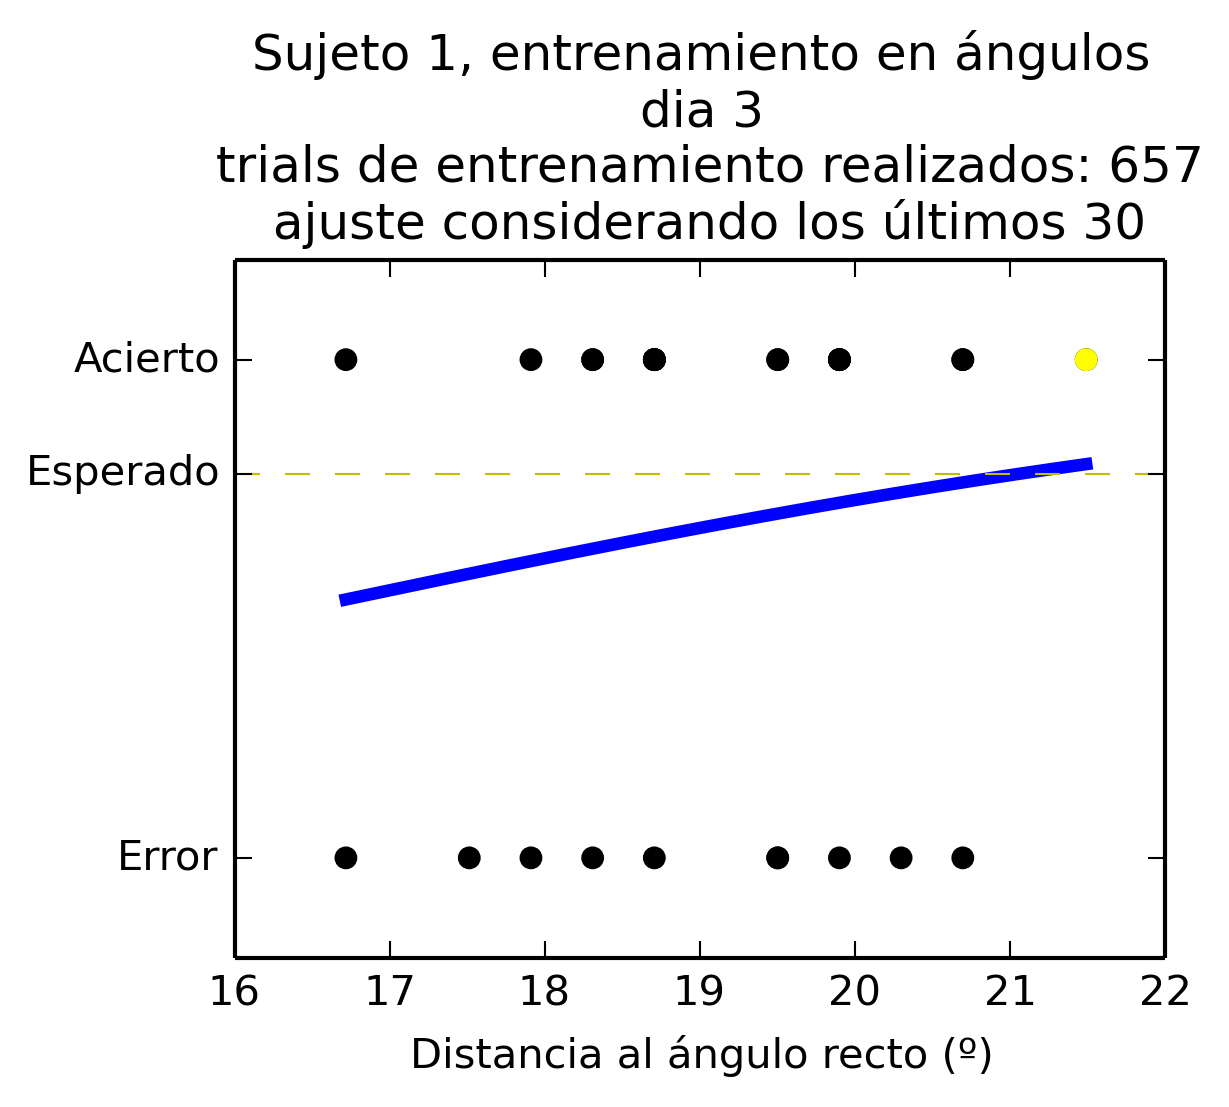 Sujeto 1, entrenamiento en ángulos
dia 3
trials de entrenamiento realizados: 657
ajuste considerando los últimos 30
Acierto
Esperado
Error
16 17 18 19 20 21 22
Distancia al ángulo recto (º)